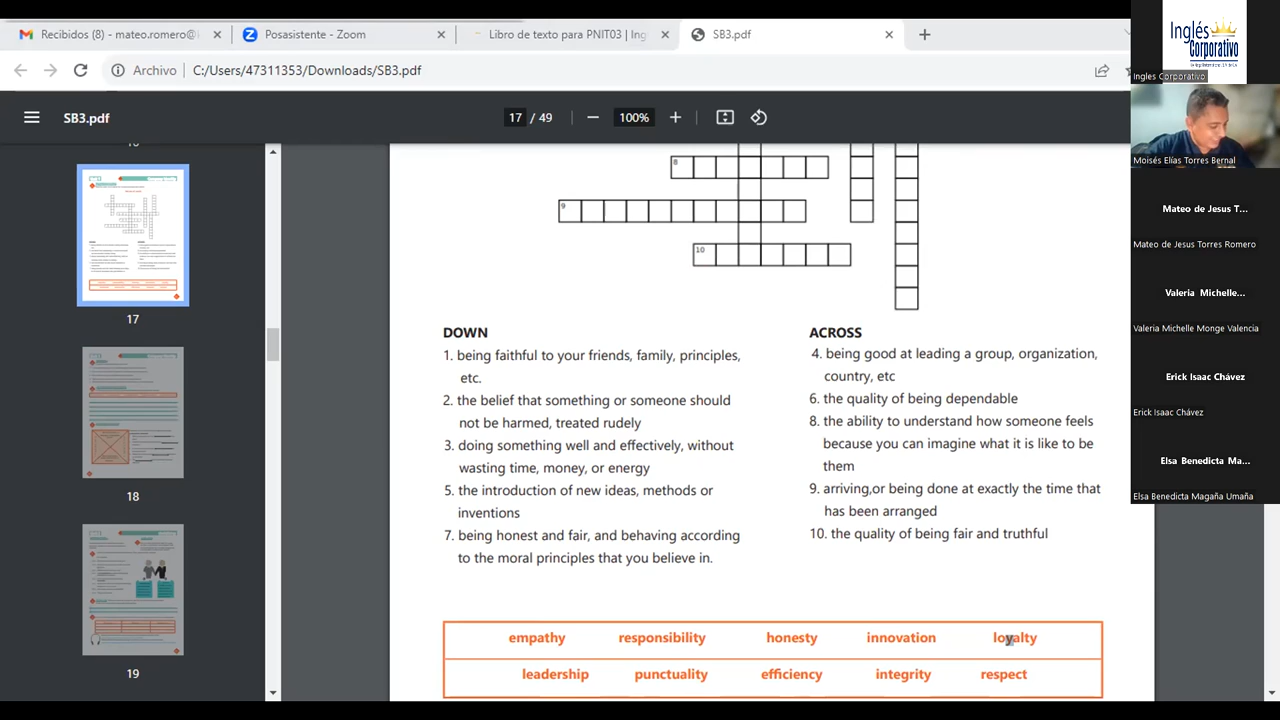 Recibidos (8) - mateo.romero@i
Posasistente - Zoom
Libro de texto para PNIT03 | Ing
SB3.pdf
Archivo
C:/Users/47311353/Downloads/SB3.pdf
SB3.pdf
17 / 49
100%
17
18
19
8
9
10
DOWN
1. being faithful to your friends, family, principles,
etc.
2. the belief that something or someone should
not be harmed, treated rudely
3. doing something well and effectively, without
wasting time, money, or energy
5. the introduction of new ideas, methods or
inventions
7. being honest and fair, and behaving according
to the moral principles that you believe in.
ACROSS
4. being good at leading a group, organization,
country, etc
6. the quality of being dependable
8. the ability to understand how someone feels
because you can imagine what it is like to be
them
9. arriving,or being done at exactly the time that
has been arranged
10. the quality of being fair and truthful
empathy responsibility honesty innovation loyalty
leadership punctuality efficiency integrity respect
Inglés
Corporativo
Ingles Corporativo
Moisés Elías Torres Bernal
Mateo de Jesus T...
Mateo de Jesus Torres Romero
Valeria Michelle...
Valeria Michelle Monge Valencia
Erick Isaac Chávez
Erick Isaac Chávez
Elsa Benedicta Ma...
Elsa Benedicta Magaña Umaña